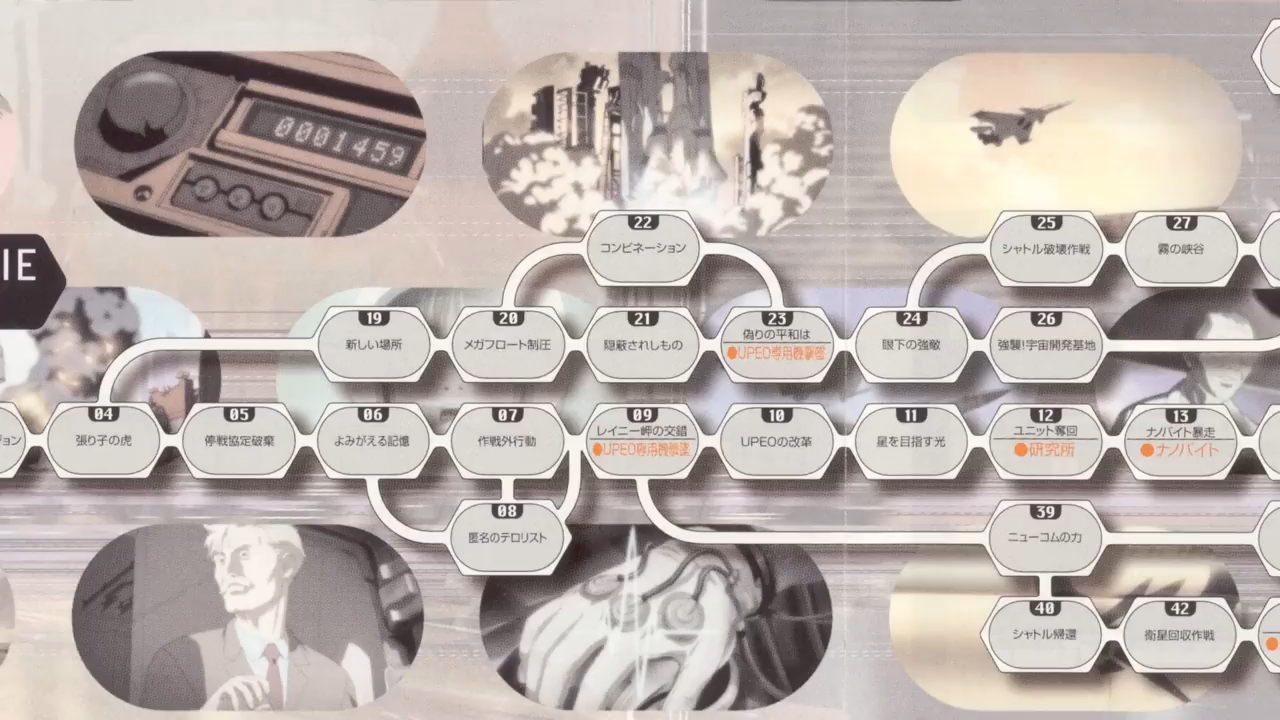 0001459
IE
22
コンビネーション
25
シャトル破壊作戦
27
霧の峡谷
19
新しい場所
20
メガフロート制圧
21
隠蔽されしもの
23
偽りの平和は
●UPEO専用機撃墜
24
眼下の強敵
26
強襲!宇宙開発基地
ョン
04
張り子の虎
05
停戦協定破棄
06
よみがえる記憶
07
作戦外行動
09
レイニー岬の交錯
●UPEO専用機撃墜
10
UPEOの改革
11
星を目指す光
12
ユニット奪回
●研究所
13
ナノバイト暴走
●ナノバイト
08
匿名のテロリスト
39
ニューコムの力
40
シャトル帰還
42
衛星回収作戦